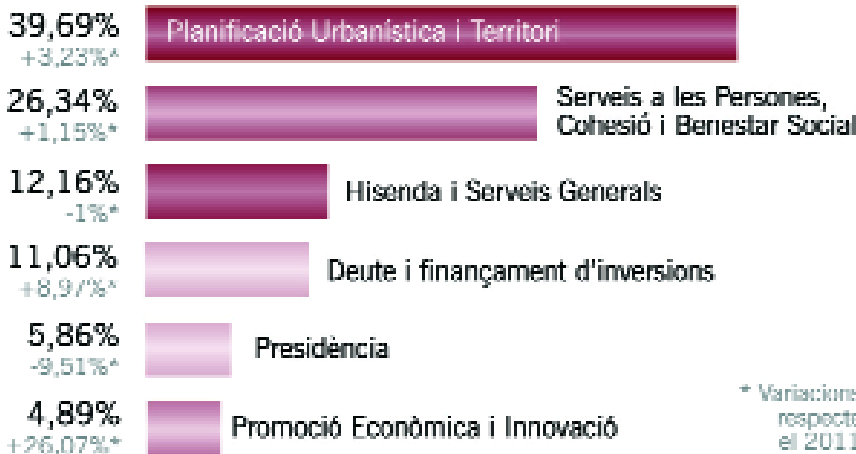 39,69%
+3,23%*
Planificació Urbanística i Territori
26,34%
+1,15%*
Serveis a les Persones,
Cohesió i Benestar Social
12,16%
-1%*
Hisenda i Serveis Generals
11,06%
+8,97%*
Deute i finançament d'inversions
5,86%
-9,51%*
Presidència
4,89%
+26,07%*
Promoció Econòmica i Innovació
* Variacions
respecte
el 2011